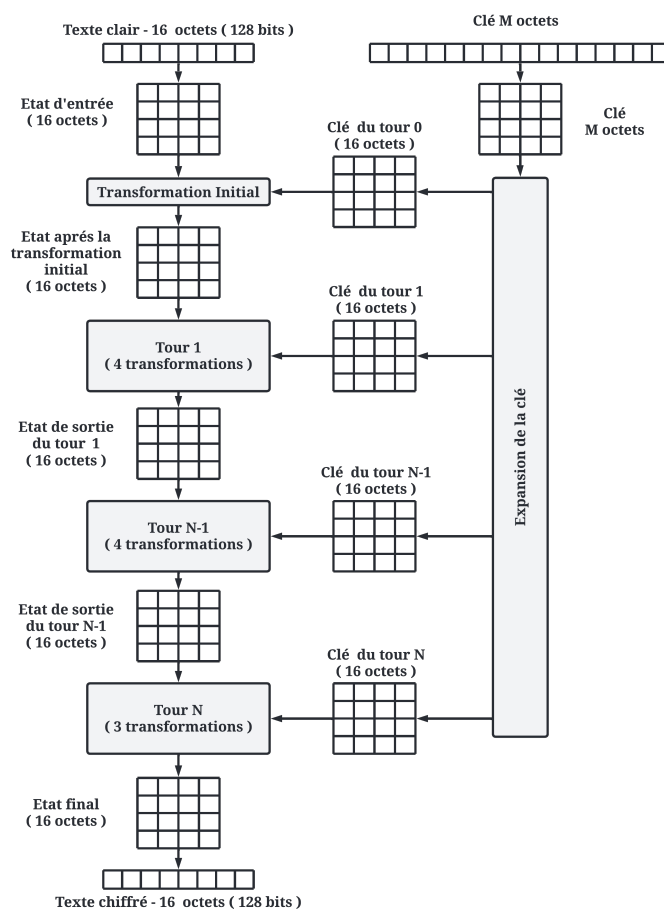 Texte clair - 16 octets ( 128 bits )
Clé M octets
Etat d'entrée
( 16 octets )
Clé
M octets
Clé du tour 0
( 16 octets )
Transformation Initial
Etat aprés la
transformation
initial
( 16 octets )
Clé du tour 1
( 16 octets )
Tour 1
( 4 transformations )
Expansion de la clé
Etat de sortie
du tour 1
( 16 octets )
Clé du tour N-1
( 16 octets )
Tour N-1
( 4 transformations )
Etat de sortie
du tour N-1
( 16 octets )
Clé du tour N
( 16 octets )
Tour N
( 3 transformations )
Etat final
( 16 octets )
Texte chiffré - 16 octets ( 128 bits )